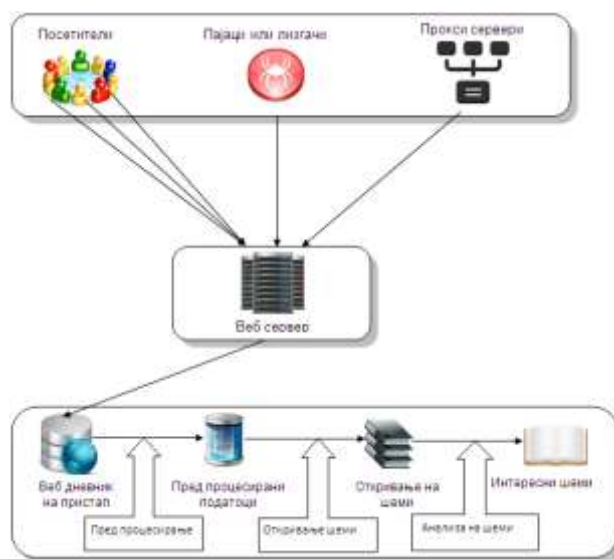 Посетители
Пајаци или лизгачи
Прокси сервери
Веб сервер
Веб дневник
на пристап
Пред процесирани
податоци
Откривање на
шеми
Интересни шеми
Пред процесирање
Откривање шеми
Анализа на шеми